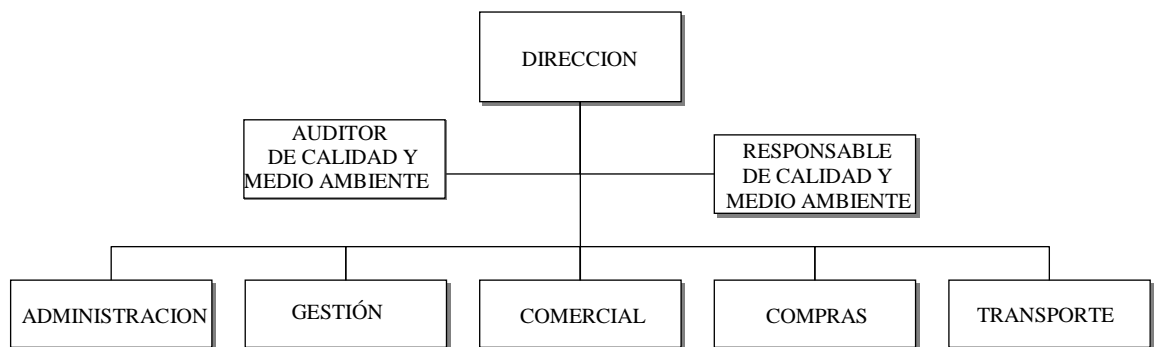 DIRECCION
AUDITOR
DE CALIDAD Y
MEDIO AMBIENTE
RESPONSABLE
DE CALIDAD Y
MEDIO AMBIENTE
ADMINISTRACION
GESTIÓN
COMERCIAL
COMPRAS
TRANSPORTE